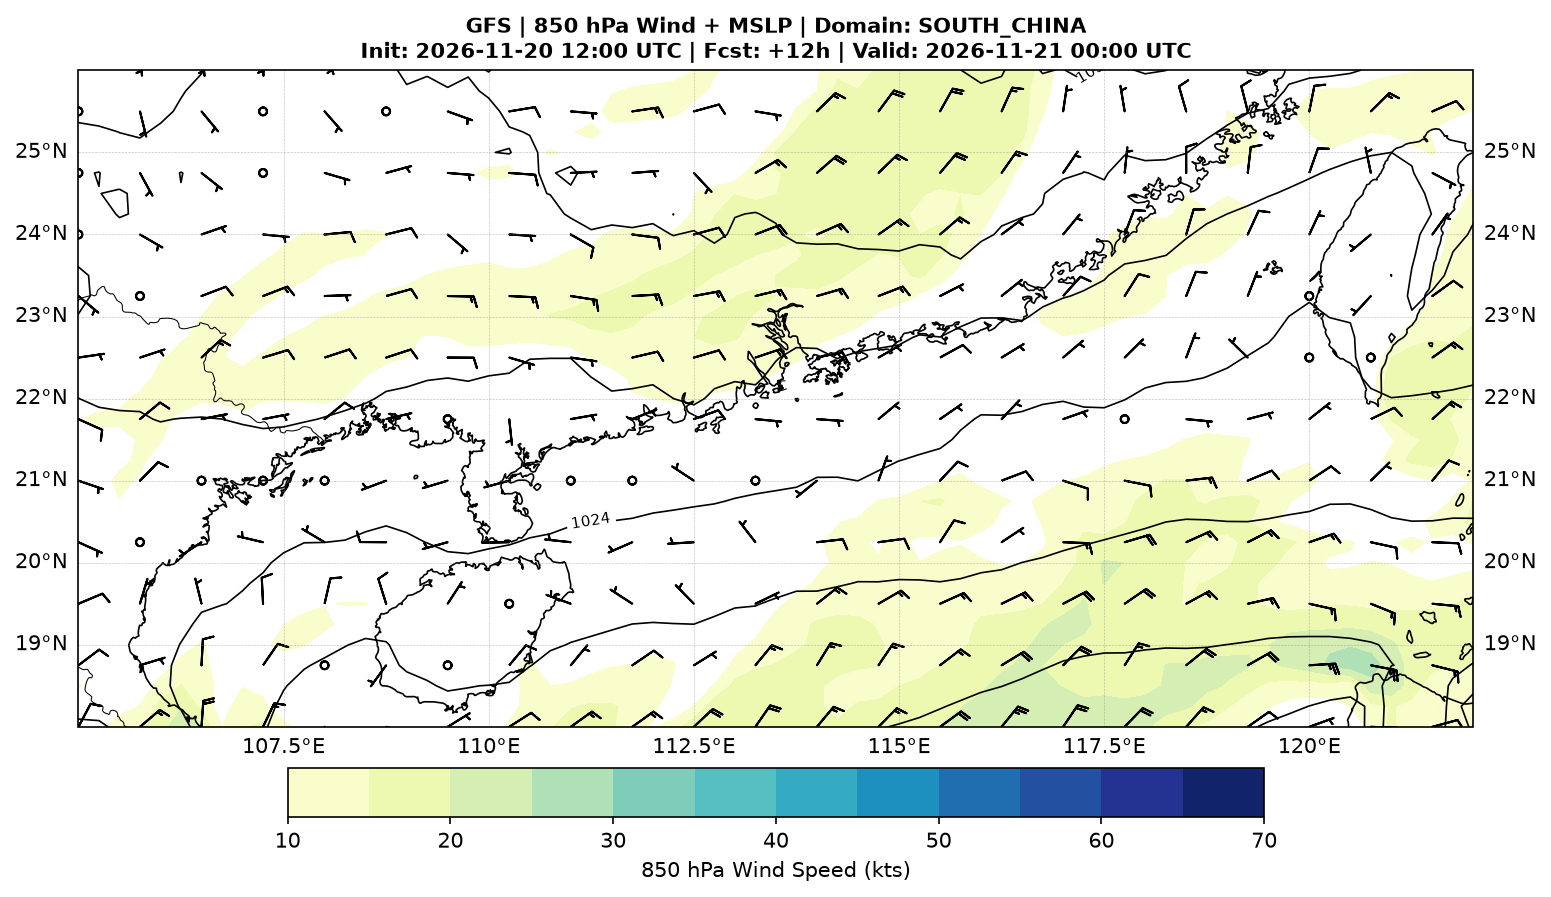 GFS | 850 hPa Wind + MSLP | Domain: SOUTH_CHINA
Init: 2026-11-20 12:00 UTC | Fcst: +12h | Valid: 2026-11-21 00:00 UTC
25°N 25°N
24°N 24°N
23°N 23°N
22°N 22°N
21°N 21°N
1024
20°N 20°N
19°N 19°N
107.5°E 110°E 112.5°E 115°E 117.5°E 120°E
10 20 30 40 50 60 70
850 hPa Wind Speed (kts)